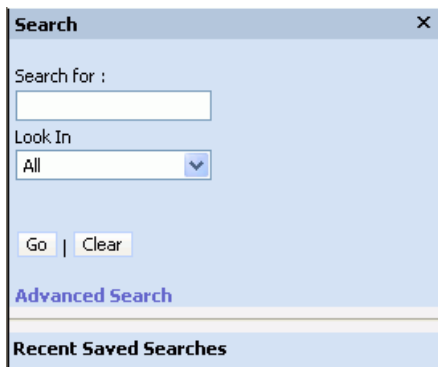 Search
Search for :
Look In
All
Go | Clear
Advanced Search
Recent Saved Searches